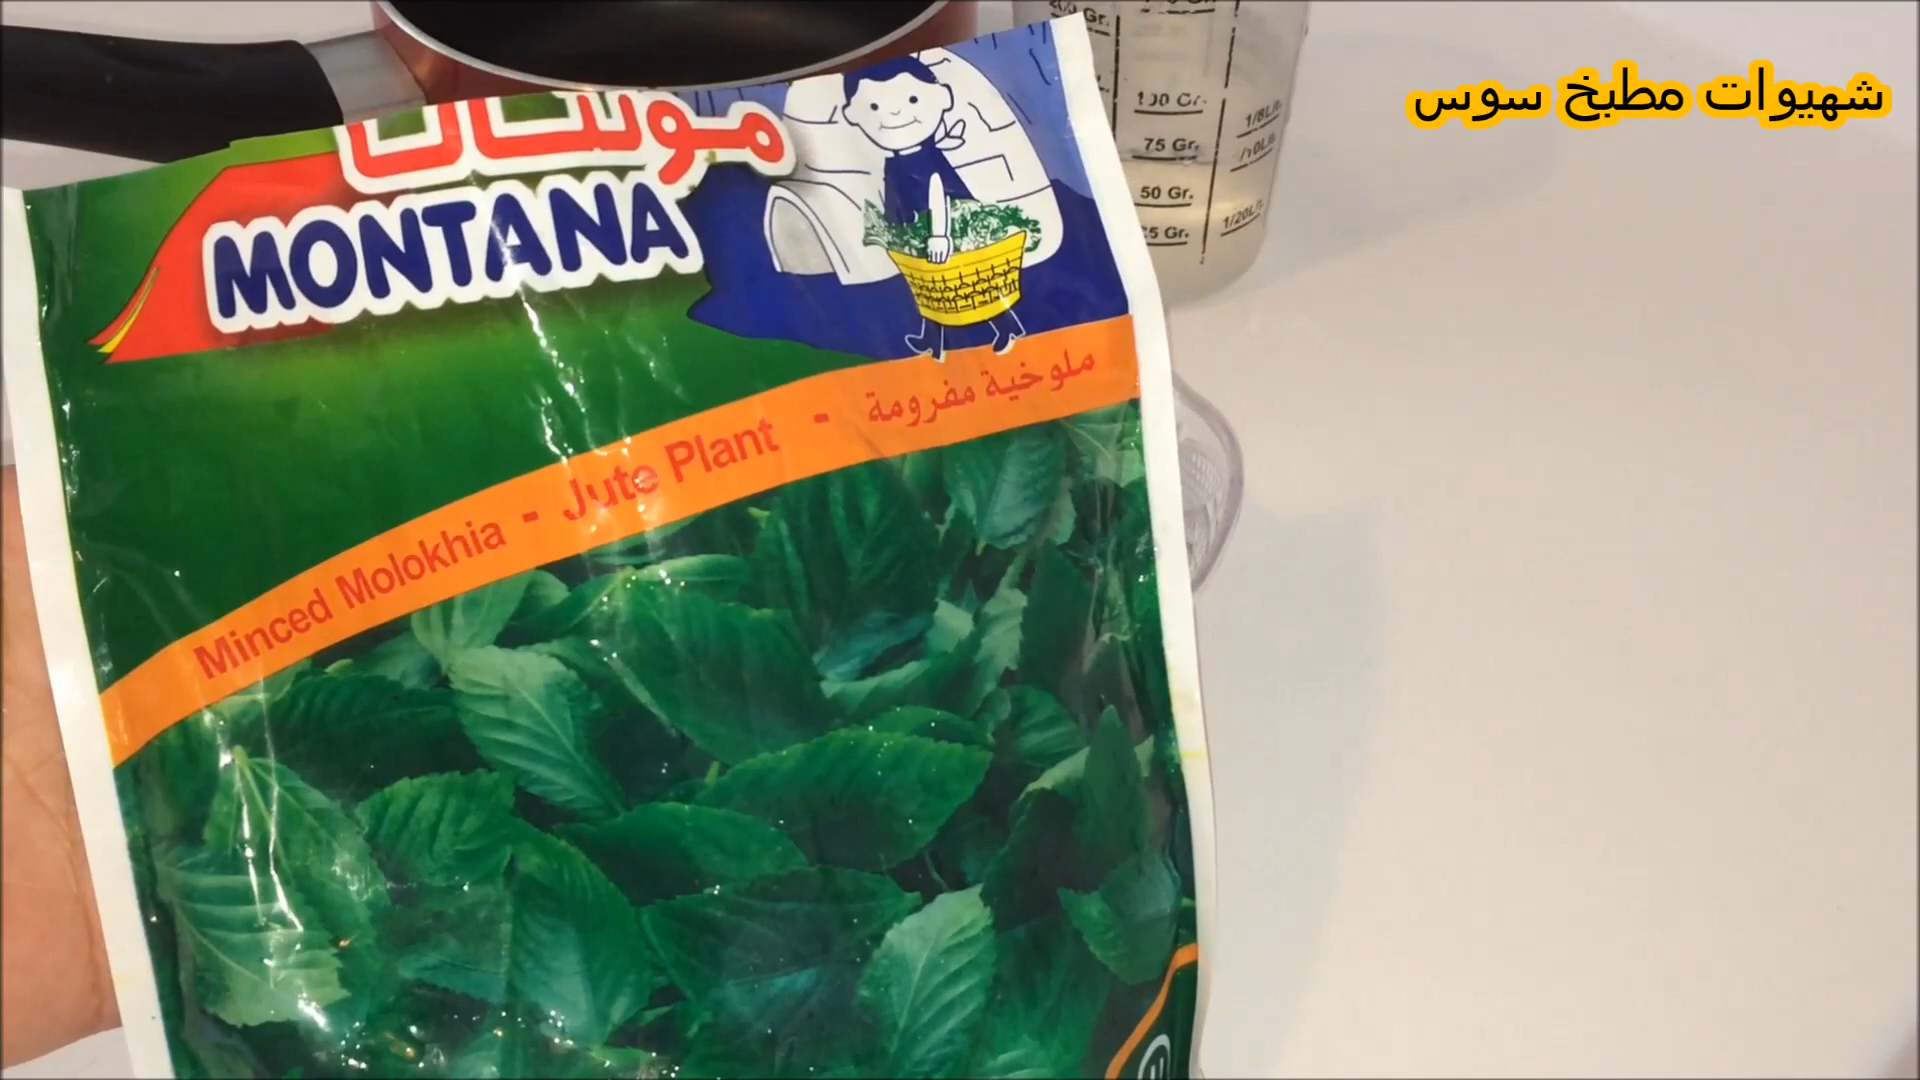 شهيوات مطبخ سوس
مونتانا
MONTANA
ملوخية مفرومة - Minced Molokhia - Jute Plant
100 Gr.
75 Gr.
50 Gr.
1/8L
1/20L